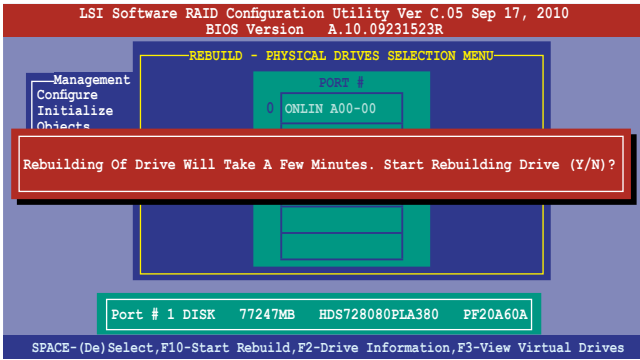 LSI Software RAID Configuration Utility Ver C.05 Sep 17, 2010
BIOS Version A.10.09231523R
REBUILD - PHYSICAL DRIVES SELECTION MENU
Management
PORT #
Configure
0 ONLIN A00-00
Initialize
Objects
Rebuilding Of Drive Will Take A Few Minutes. Start Rebuilding Drive (Y/N)?
Port # 1 DISK 77247MB HDS728080PLA380 PF20A60A
SPACE-(De)Select,F10-Start Rebuild,F2-Drive Information,F3-View Virtual Drives